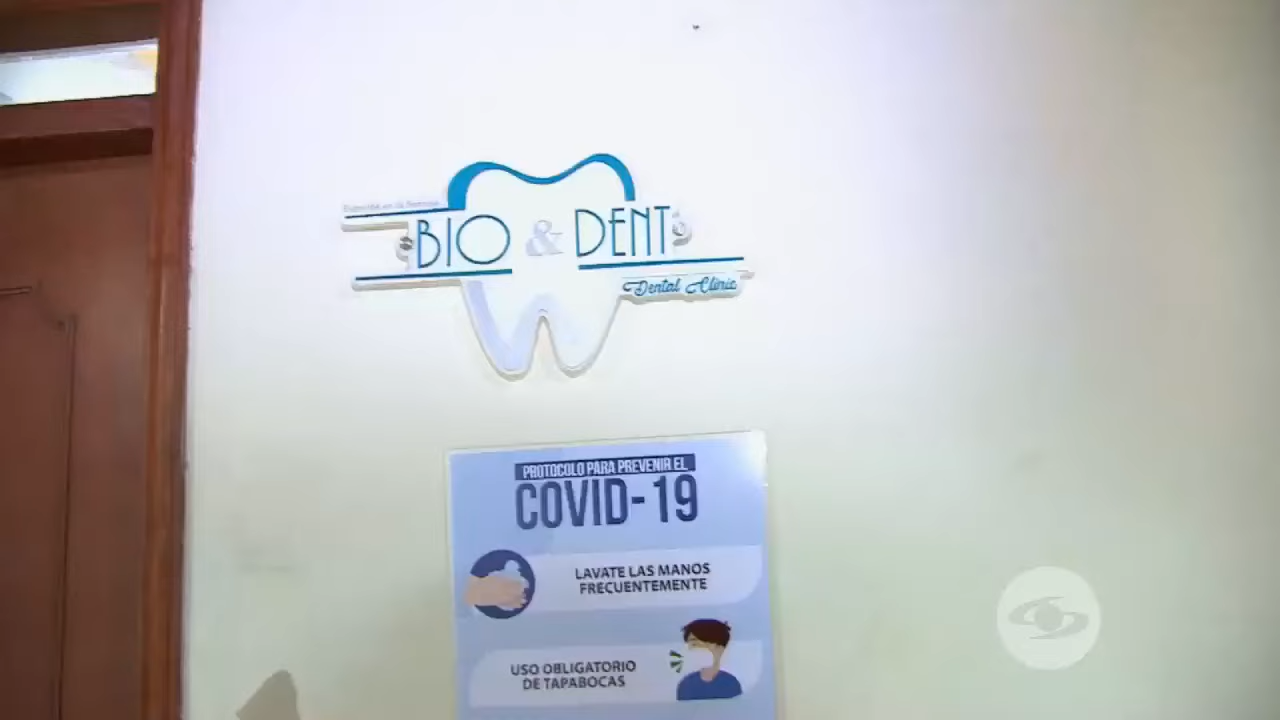 BIO & DENT
Dental Clinic
PROTOCOLO PARA PREVENIR EL
COVID-19
LAVATE LAS MANOS
FRECUENTEMENTE
USO OBLIGATORIO
DE TAPABOCAS